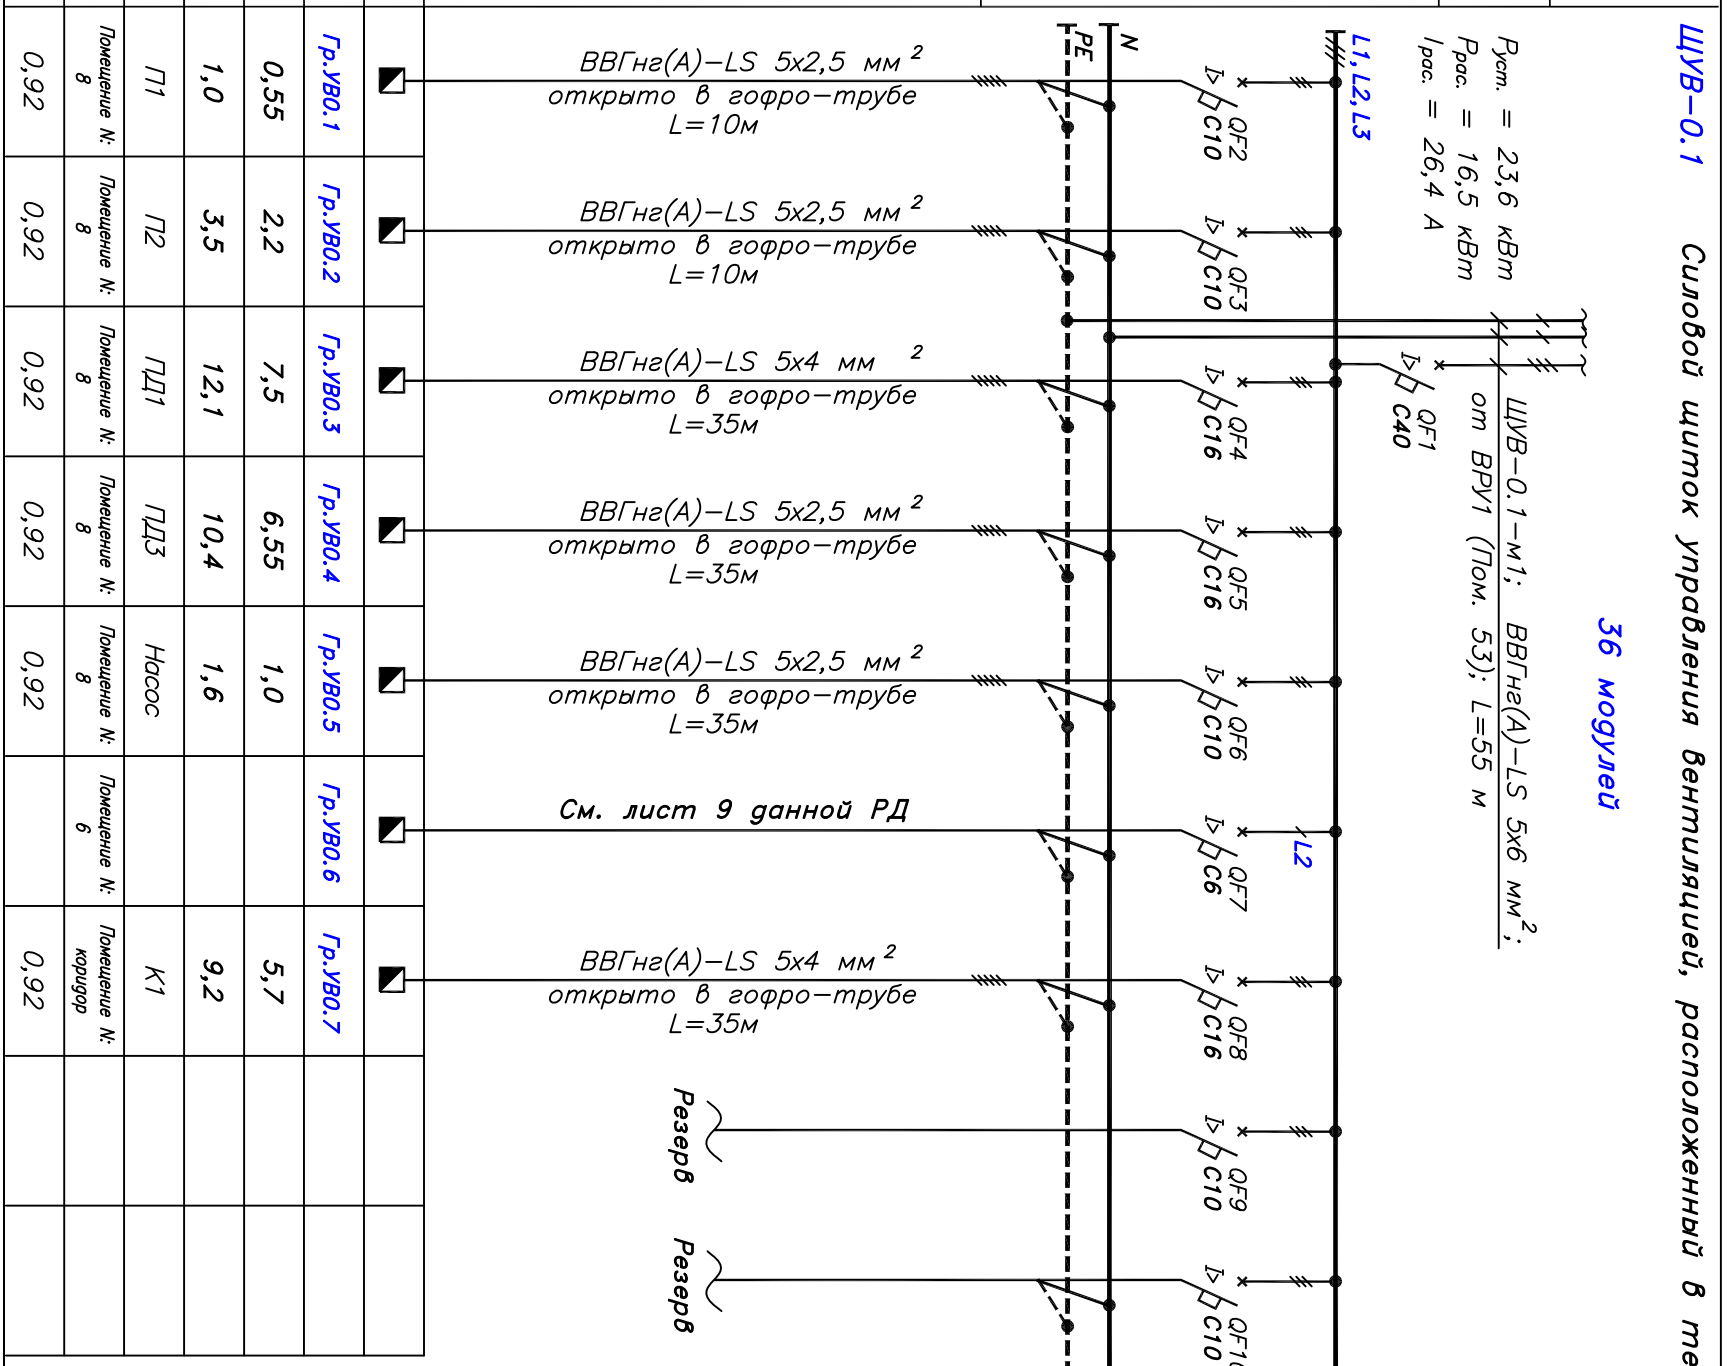 ЩУВ-0.1 Силовой щиток управления вентиляцией, расположенный в те
36 модулей
Pуст. = 23,6 кВт
Pрас. = 16,5 кВт
Iрас. = 26,4 А
ЩУВ-0.1-м1; ВВГнг(А)-LS 5х6 мм²;
от ВРУ1 (Пом. 53); L=55 м
QF1
C40
L1,L2,L3
N
PE
QF2
C10
QF3
C10
QF4
C16
QF5
C16
QF6
C10
L2
QF7
C6
QF8
C16
QF9
C10
QF10
C10
ВВГнг(А)-LS 5х2,5 мм²
открыто в гофро-трубе
L=10м
ВВГнг(А)-LS 5х2,5 мм²
открыто в гофро-трубе
L=10м
ВВГнг(А)-LS 5х4 мм ²
открыто в гофро-трубе
L=35м
ВВГнг(А)-LS 5х2,5 мм²
открыто в гофро-трубе
L=35м
ВВГнг(А)-LS 5х2,5 мм²
открыто в гофро-трубе
L=35м
См. лист 9 данной РД
ВВГнг(А)-LS 5х4 мм²
открыто в гофро-трубе
L=35м
Резерв
Резерв
Гр.УВ0.1 Гр.УВ0.2 Гр.УВ0.3 Гр.УВ0.4 Гр.УВ0.5 Гр.УВ0.6 Гр.УВ0.7
0,55 2,2 7,5 6,55 1,0 5,7
1,0 3,5 12,1 10,4 1,6 9,2
П1 П2 ПД1 ПД3 Насос К1
Помещение N: Помещение N: Помещение N: Помещение N: Помещение N: Помещение N: Помещение N:
8 8 8 8 8 6 коридор
0,92 0,92 0,92 0,92 0,92 0,92